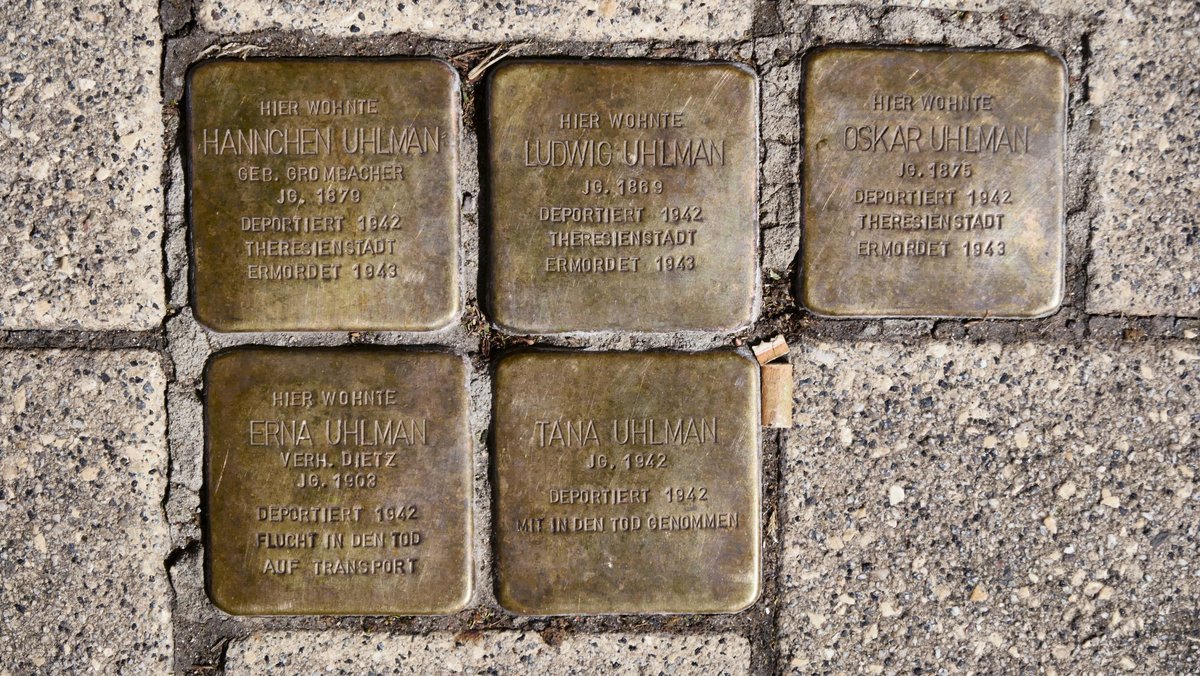 HIER WOHNTE
HANNCHEN UHLMAN
GEB. GROMBACHER
JG. 1879
DEPORTIERT 1942
THERESIENSTADT
ERMORDET 1943
HIER WOHNTE
LUDWIG UHLMAN
JG. 1869
DEPORTIERT 1942
THERESIENSTADT
ERMORDET 1943
HIER WOHNTE
OSKAR UHLMAN
JG. 1875
DEPORTIERT 1942
THERESIENSTADT
ERMORDET 1943
HIER WOHNTE
ERNA UHLMAN
VERH. DIETZ
JG. 1903
DEPORTIERT 1942
FLUCHT IN DEN TOD
AUF TRANSPORT
TANA UHLMAN
JG. 1942
DEPORTIERT 1942
MIT IN DEN TOD GENOMMEN